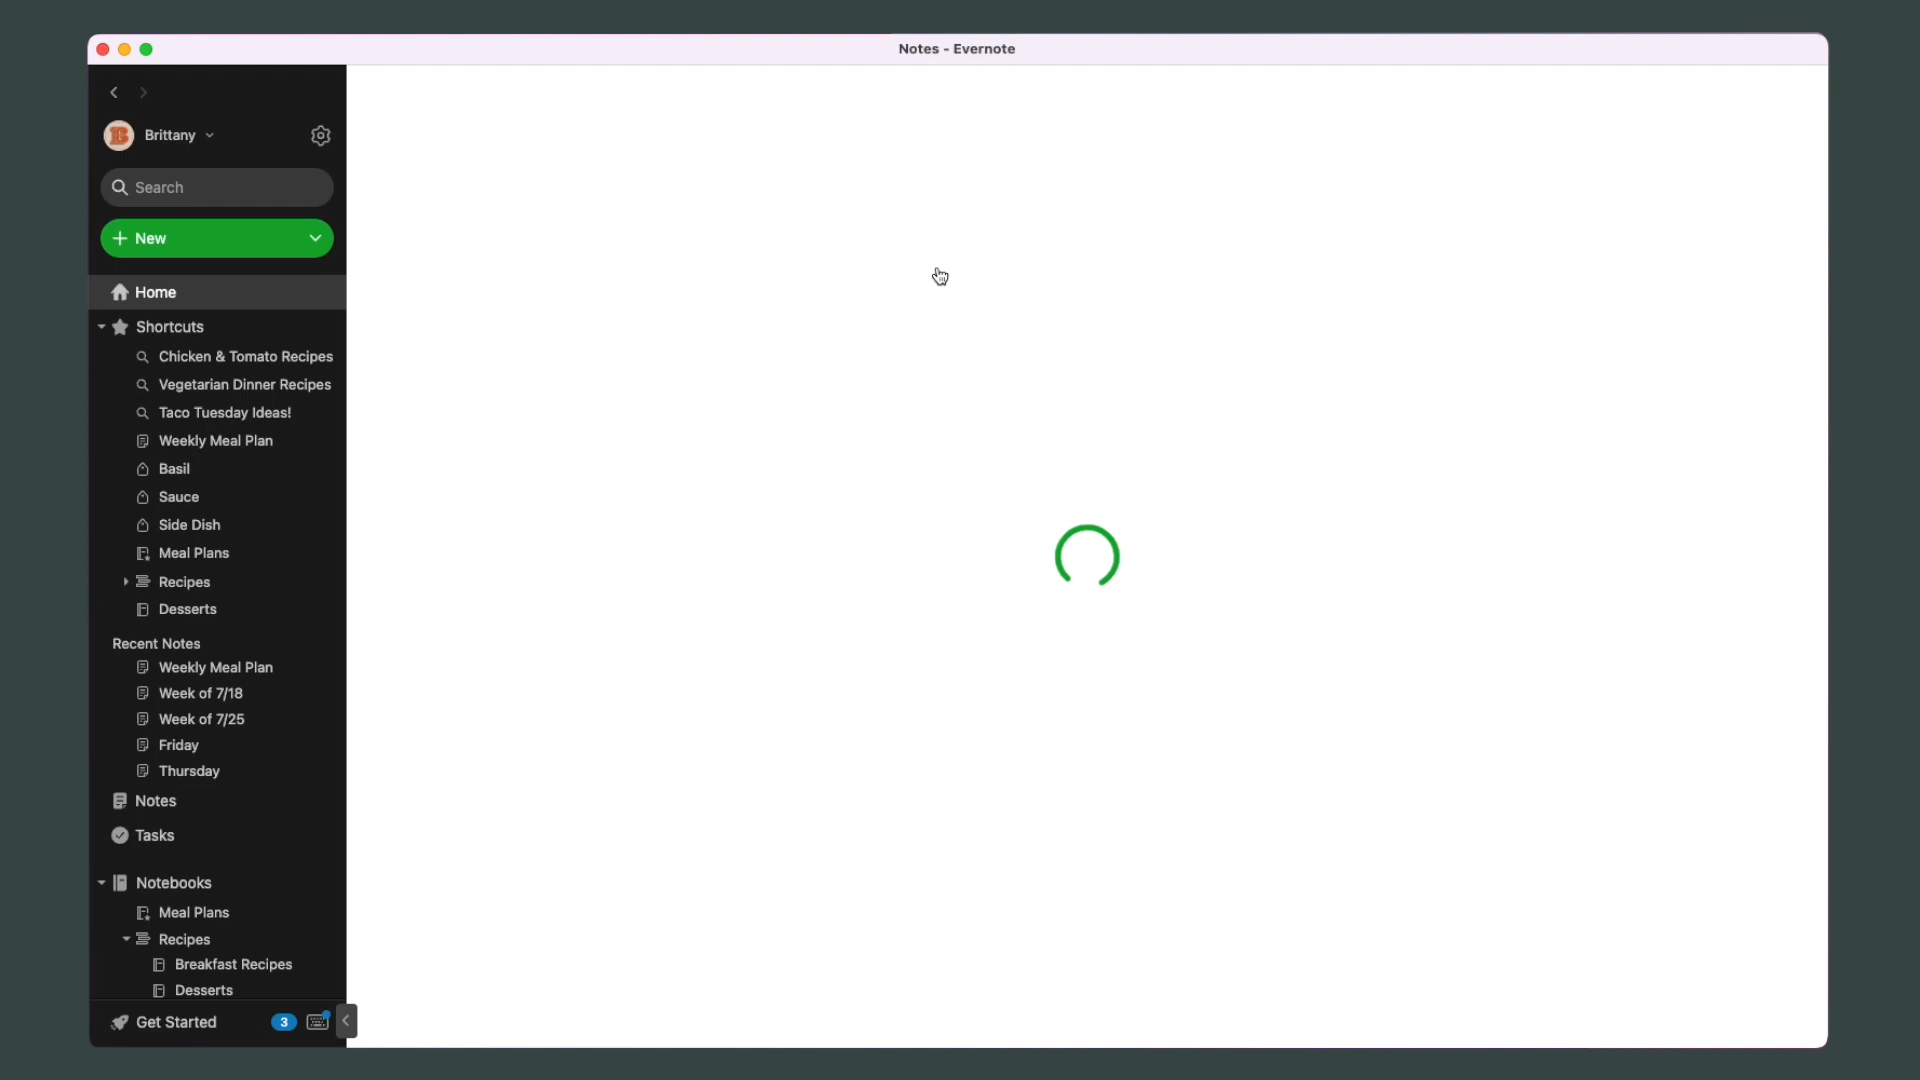 Notes - Evernote
B
Brittany
Search
New
Home
Shortcuts
Chicken & Tomato Recipes
Vegetarian Dinner Recipes
Taco Tuesday Ideas!
Weekly Meal Plan
Basil
Sauce
Side Dish
Meal Plans
Recipes
Desserts
Recent Notes
Weekly Meal Plan
Week of 7/18
Week of 7/25
Friday
Thursday
Notes
Tasks
Notebooks
Meal Plans
Recipes
Breakfast Recipes
Desserts
Get Started 3